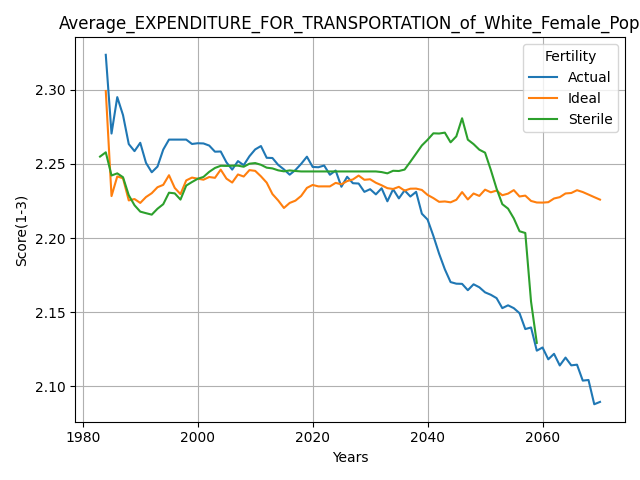 Average_EXPENDITURE_FOR_TRANSPORTATION_of_White_Female_Pop
Fertility
Actual
Ideal
Sterile
Score(1-3)
2.30
2.25
2.20
2.15
2.10
1980
2000
2020
2040
2060
Years